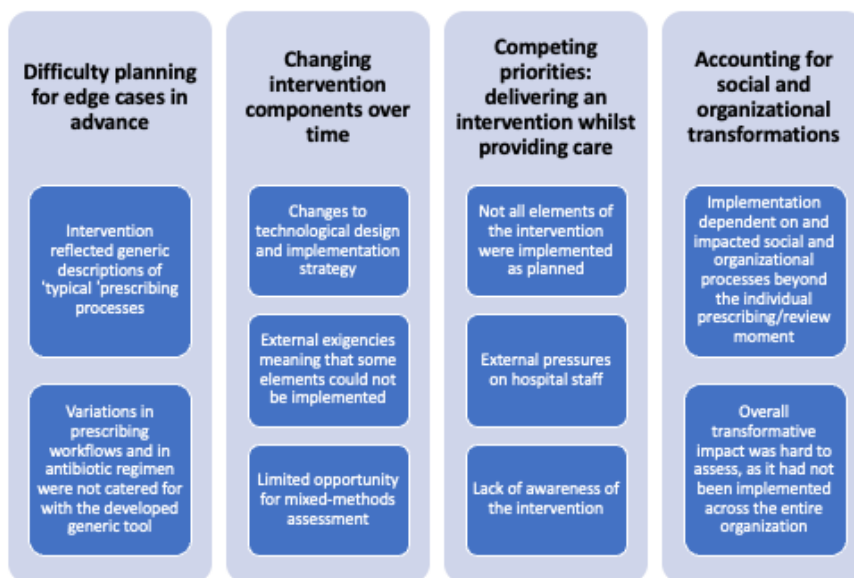 Difficulty planning
for edge cases in
advance
Intervention
reflected generic
descriptions of
'typical 'prescribing
processes
Variations in
prescribing
workflows and in
antibiotic regimen
were not catered for
with the developed
generic tool
Changing
intervention
components over
time
Changes to
technological design
and implementation
strategy
External exigencies
meaning that some
elements could not
be implemented
Limited opportunity
for mixed-methods
assessment
Competing
priorities:
delivering an
intervention whilst
providing care
Not all elements of
the intervention
were implemented
as planned
External pressures
on hospital staff
Lack of awareness of
the intervention
Accounting for
social and
organizational
transformations
Implementation
dependent on and
impacted social and
organizational
processes beyond
the individual
prescribing/review
moment
Overall
transformative
impact was hard to
assess, as it had not
been implemented
across the entire
organization